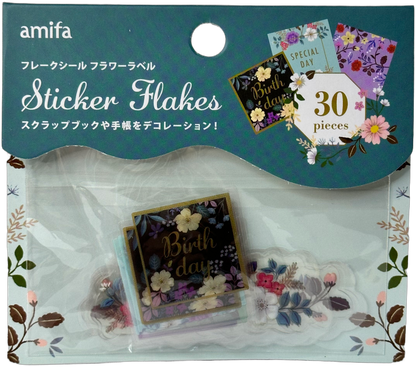 amifa
フレークシール フラワーラベル
Sticker Flakes
スクラップブックや手帳をデコレーション!
Birth
day
SPECIAL
DAY
30
pieces
Birth
day